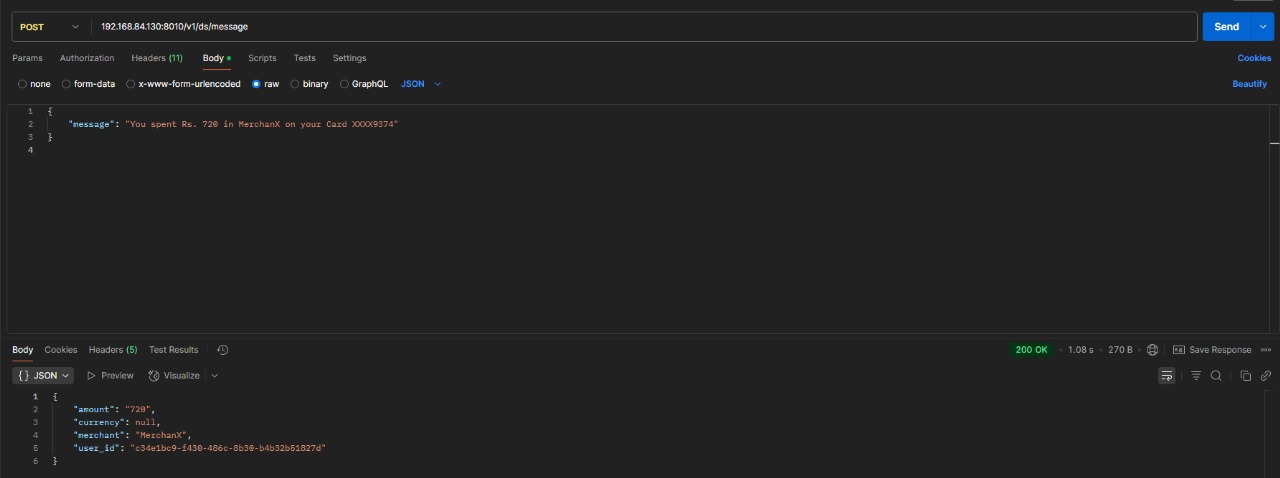 POST 192.168.84.130:8010/v1/ds/message Send
Params Authorization Headers (11) Body Scripts Tests Settings Cookies
none form-data x-www-form-urlencoded raw binary GraphQL JSON Beautify
1 {
2 "message": "You spent Rs. 720 in MerchanX on your Card XXXX9374"
3 }
4
Body Cookies Headers (5) Test Results 200 OK 1.08 s 270 B Save Response
{} JSON Preview Visualize
1 {
2 "amount": "720",
3 "currency": null,
4 "merchant": "MerchanX",
5 "user_id": "c34e1bc9-f430-486c-8b30-b4b32b51827d"
6 }